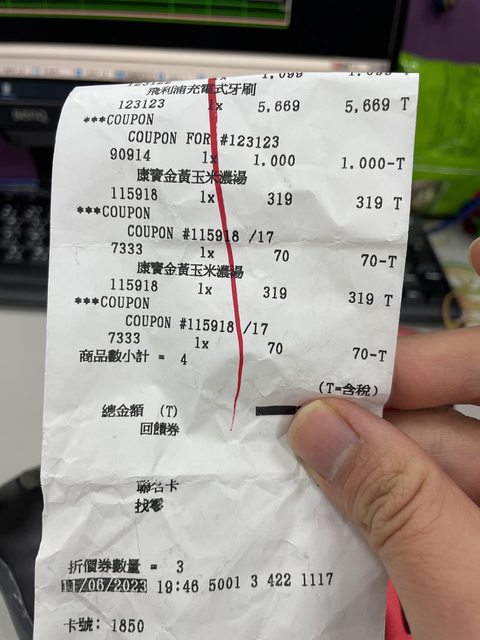 1x 1.099
飛利浦充電式牙刷
123123 1x 5,669 5,669 T
***COUPON
COUPON FOR #123123
90914 1x 1.000 1.000-T
康寶金黃玉米濃湯
115918 1x 319 319 T
***COUPON
COUPON #115918 /17
7333 1x 70 70-T
康寶金黃玉米濃湯
115918 1x 319 319 T
***COUPON
COUPON #115918 /17
7333 1x 70 70-T
商品數小計 = 4
(T=含稅)
總金額 (T)
回饋券
聯名卡
找零
折價券數量 = 3
11/06/2023 19:46 5001 3 422 1117
卡號: 1850